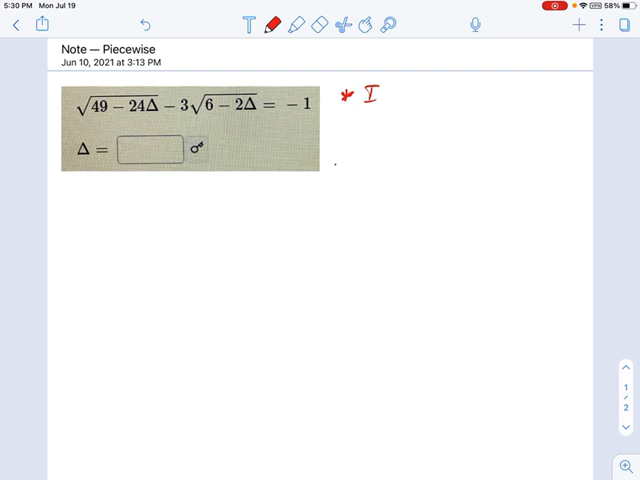 5:30 PM Mon Jul 19
58%
T
Note — Piecewise
Jun 10, 2021 at 3:13 PM
√(49 − 24Δ) − 3√(6 − 2Δ) = − 1
* I
Δ =
1
/
2